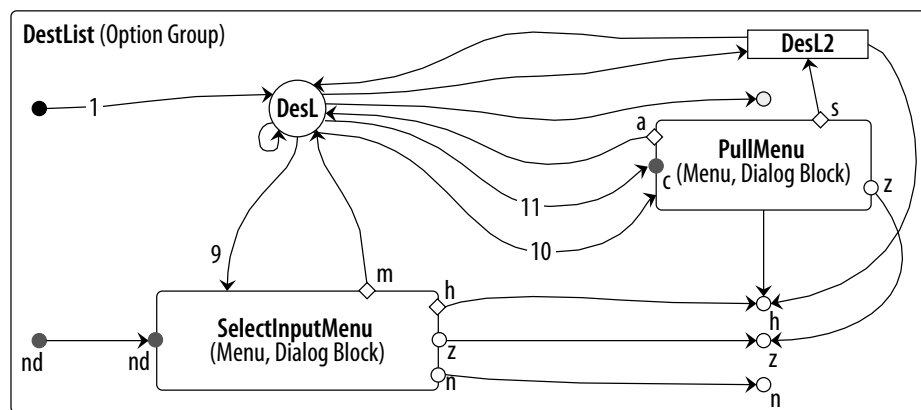 DestList (Option Group)
DesL2
1
DesL
s
a
PullMenu
c (Menu, Dialog Block)
z
11
10
9
m
h
SelectInputMenu
(Menu, Dialog Block)
h
nd
nd
z
z
n
n